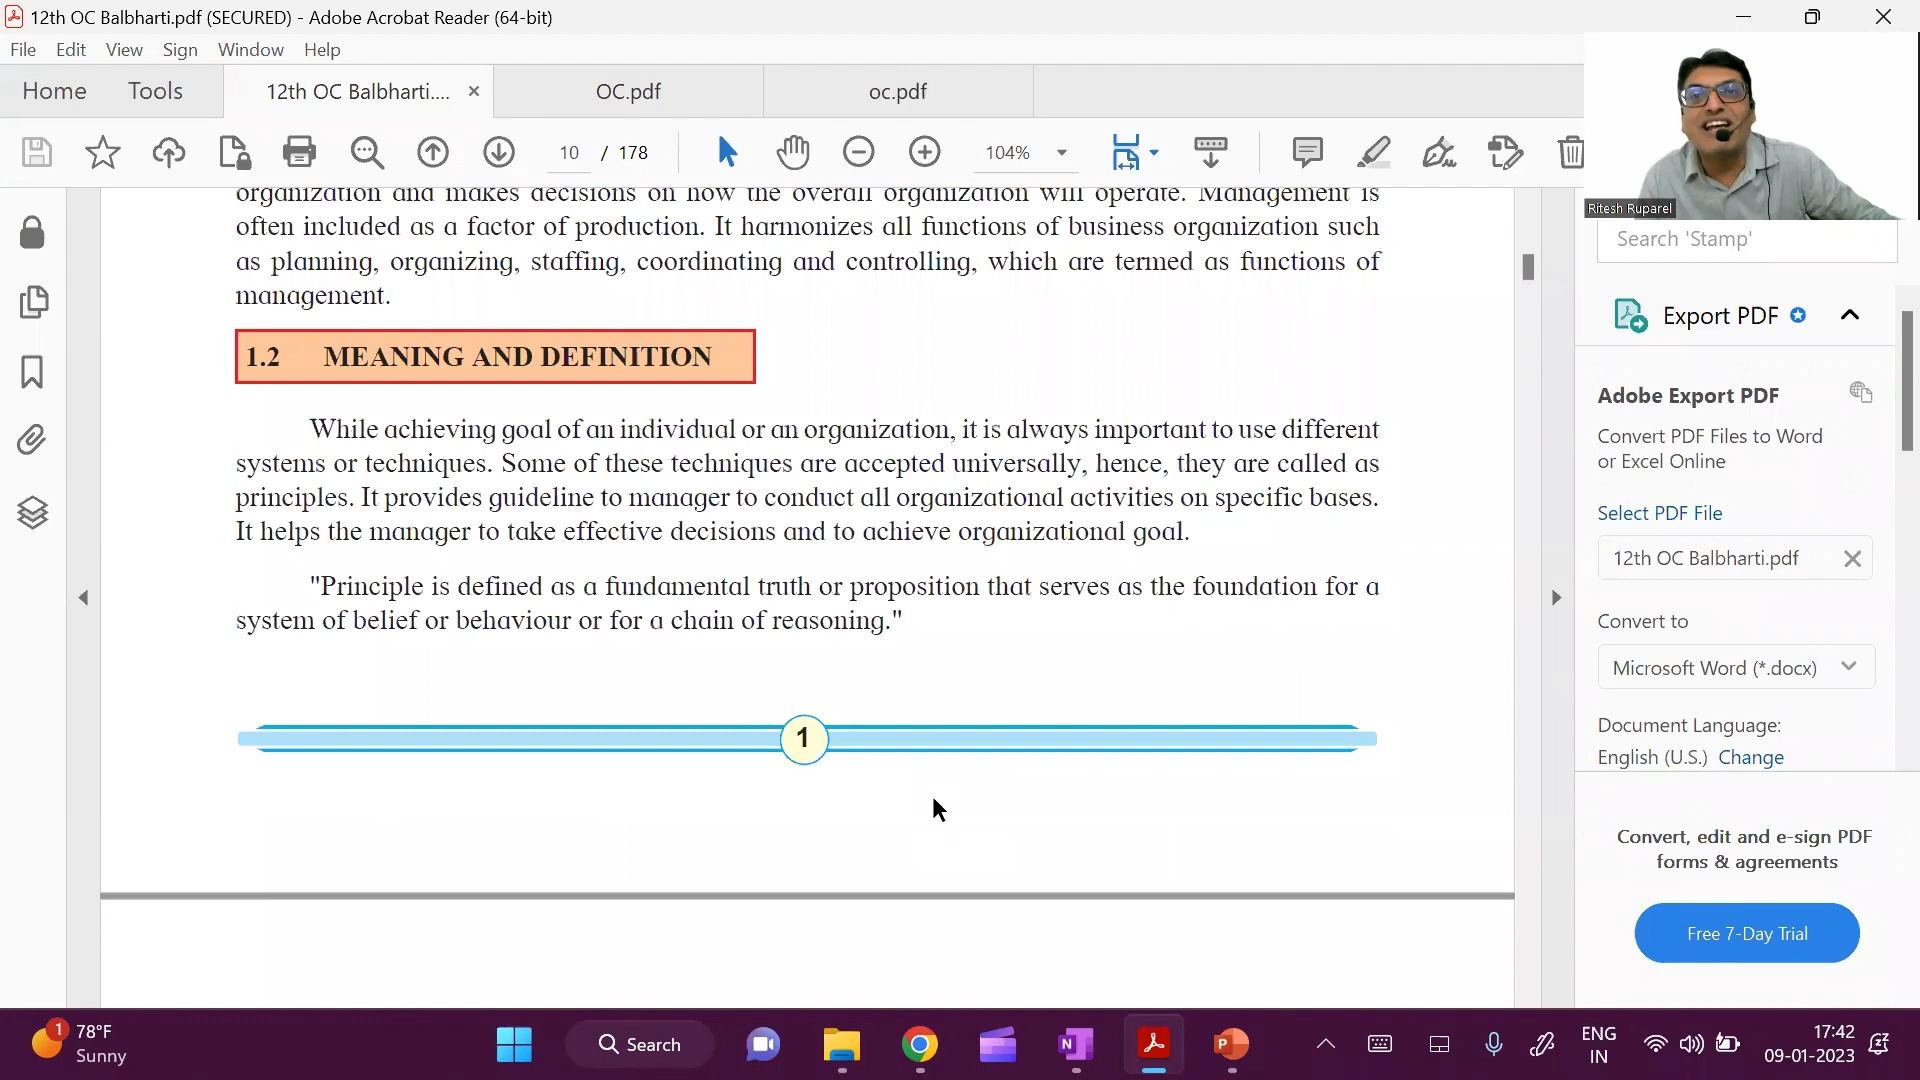 12th OC Balbharti.pdf (SECURED) - Adobe Acrobat Reader (64-bit)
File Edit View Sign Window Help
Home Tools 12th OC Balbharti.... × OC.pdf oc.pdf
10 / 178 104%
Ritesh Ruparel
organization and makes decisions on how the overall organization will operate. Management is
often included as a factor of production. It harmonizes all functions of business organization such
as planning, organizing, staffing, coordinating and controlling, which are termed as functions of
management.
1.2 MEANING AND DEFINITION
While achieving goal of an individual or an organization, it is always important to use different
systems or techniques. Some of these techniques are accepted universally, hence, they are called as
principles. It provides guideline to manager to conduct all organizational activities on specific bases.
It helps the manager to take effective decisions and to achieve organizational goal.
"Principle is defined as a fundamental truth or proposition that serves as the foundation for a
system of belief or behaviour or for a chain of reasoning."
1
Search 'Stamp'
Export PDF
Adobe Export PDF
Convert PDF Files to Word
or Excel Online
Select PDF File
12th OC Balbharti.pdf
Convert to
Microsoft Word (*.docx)
Document Language:
English (U.S.) Change
Convert, edit and e-sign PDF
forms & agreements
Free 7-Day Trial
1
78°F
Sunny
Search
N
P
ENG
IN
17:42
09-01-2023